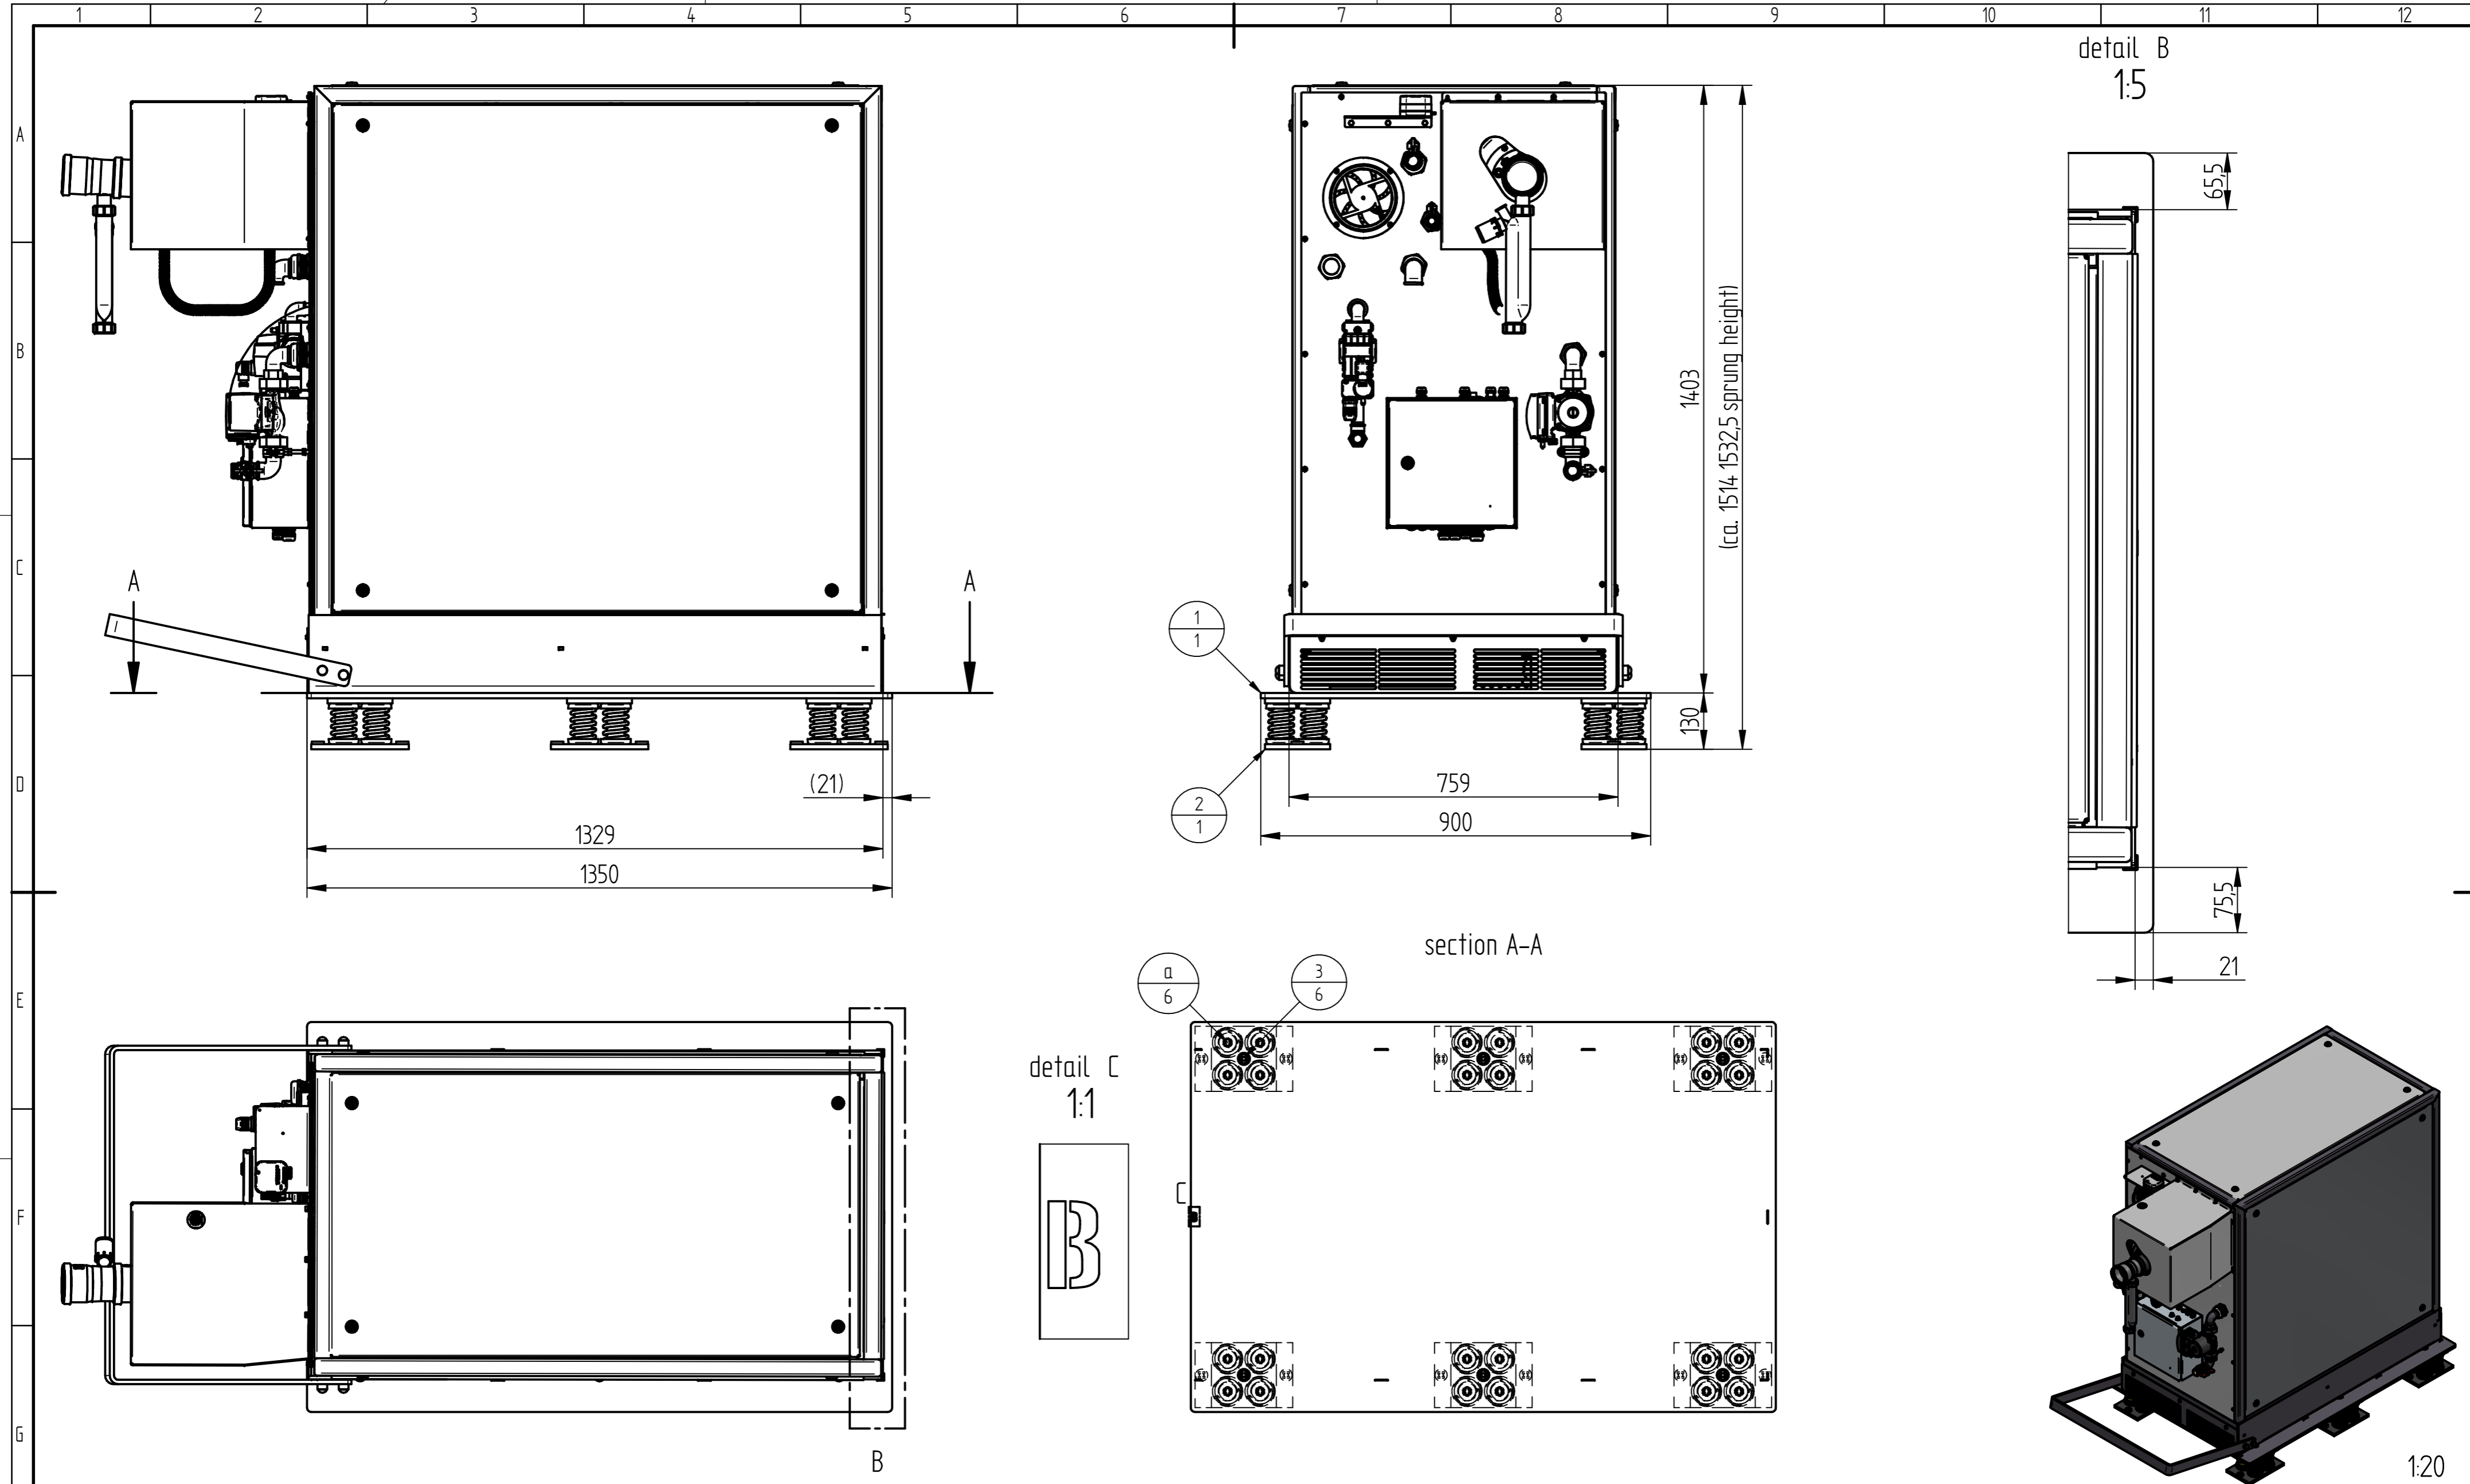 1 2 3 4 5 6 7 8 9 10 11 12
A
B
C
D
E
F
G
detail B
1:5
65,5
75,5
21
A A
(21)
1329
1350
1403
(ca. 1514 1532,5 sprung height)
130
759
900
1
1
2
1
section A-A
a
6
3
6
detail C
1:1
B
C
B
1:20